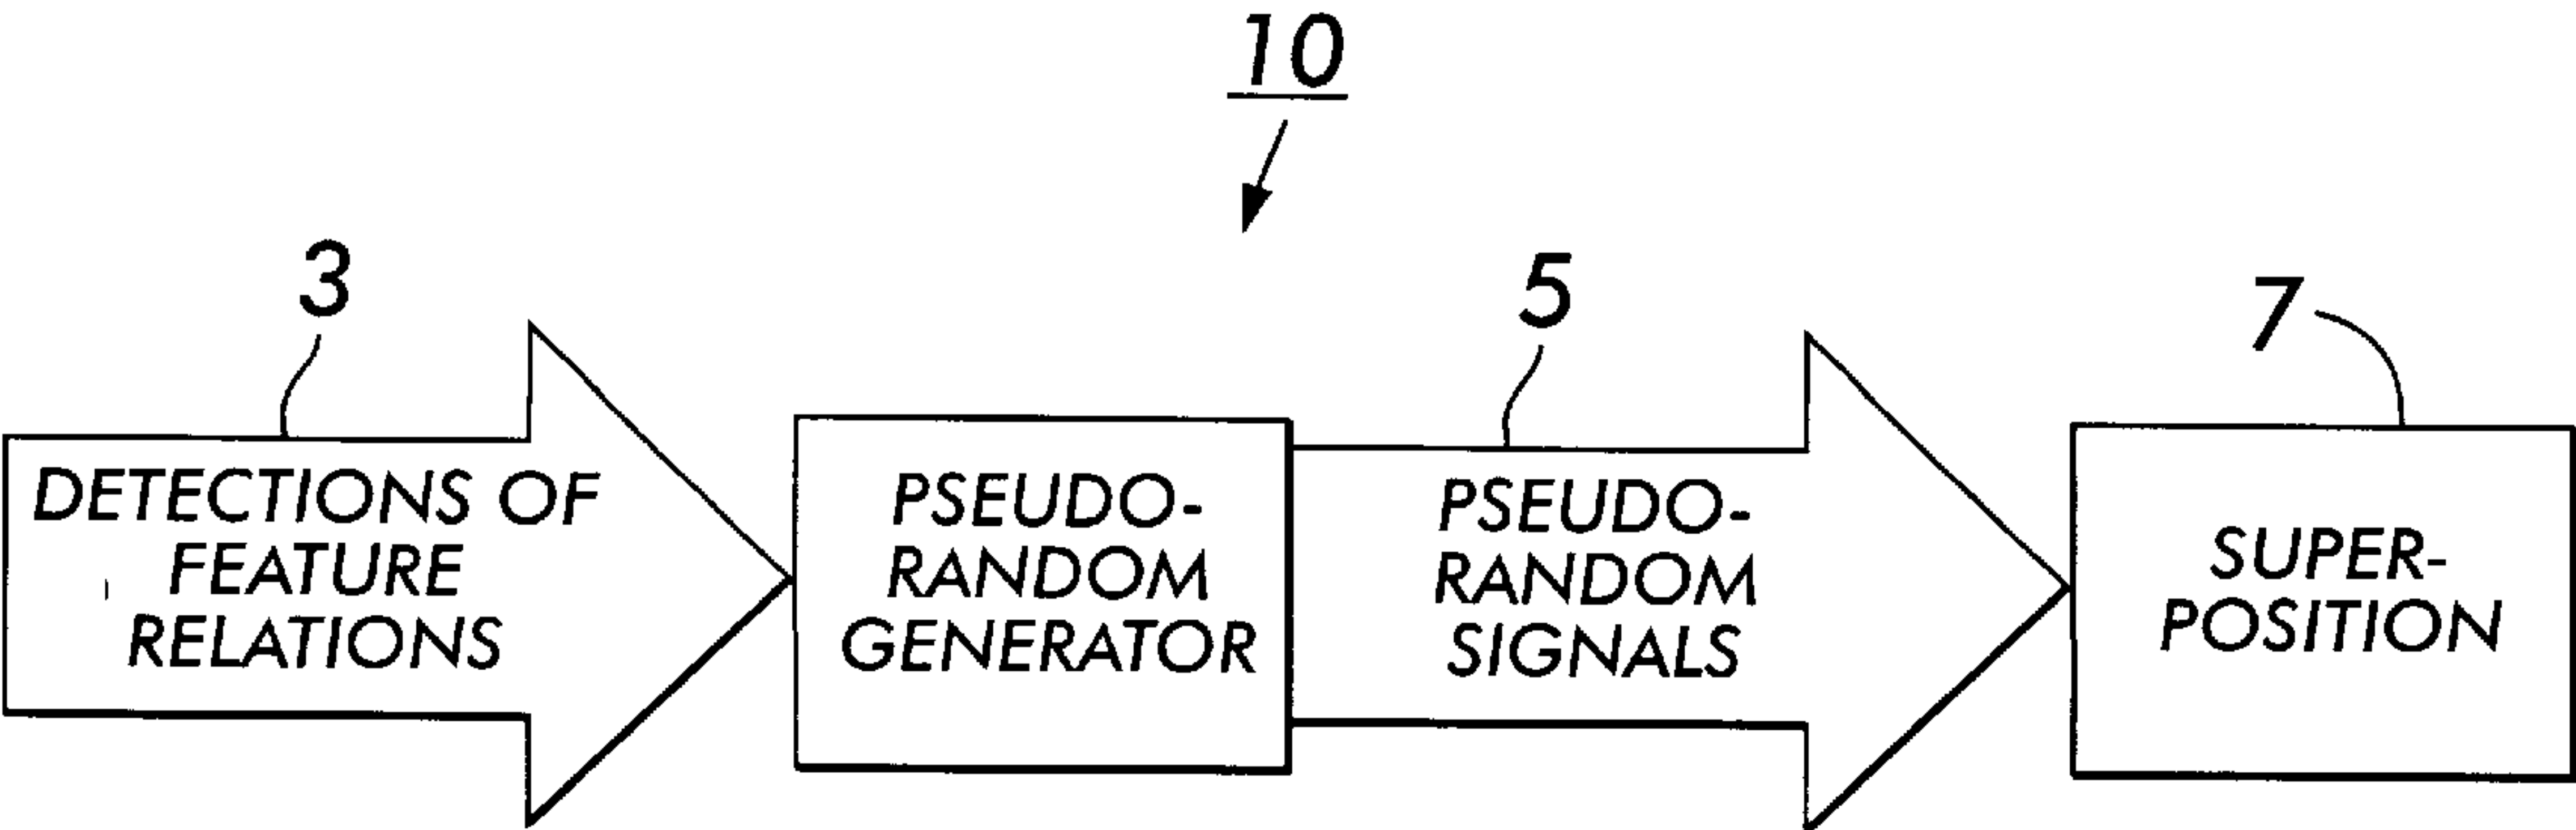 10
3
5
7
DETECTIONS OF
FEATURE
RELATIONS
PSEUDO-
RANDOM
GENERATOR
PSEUDO-
RANDOM
SIGNALS
SUPER-
POSITION